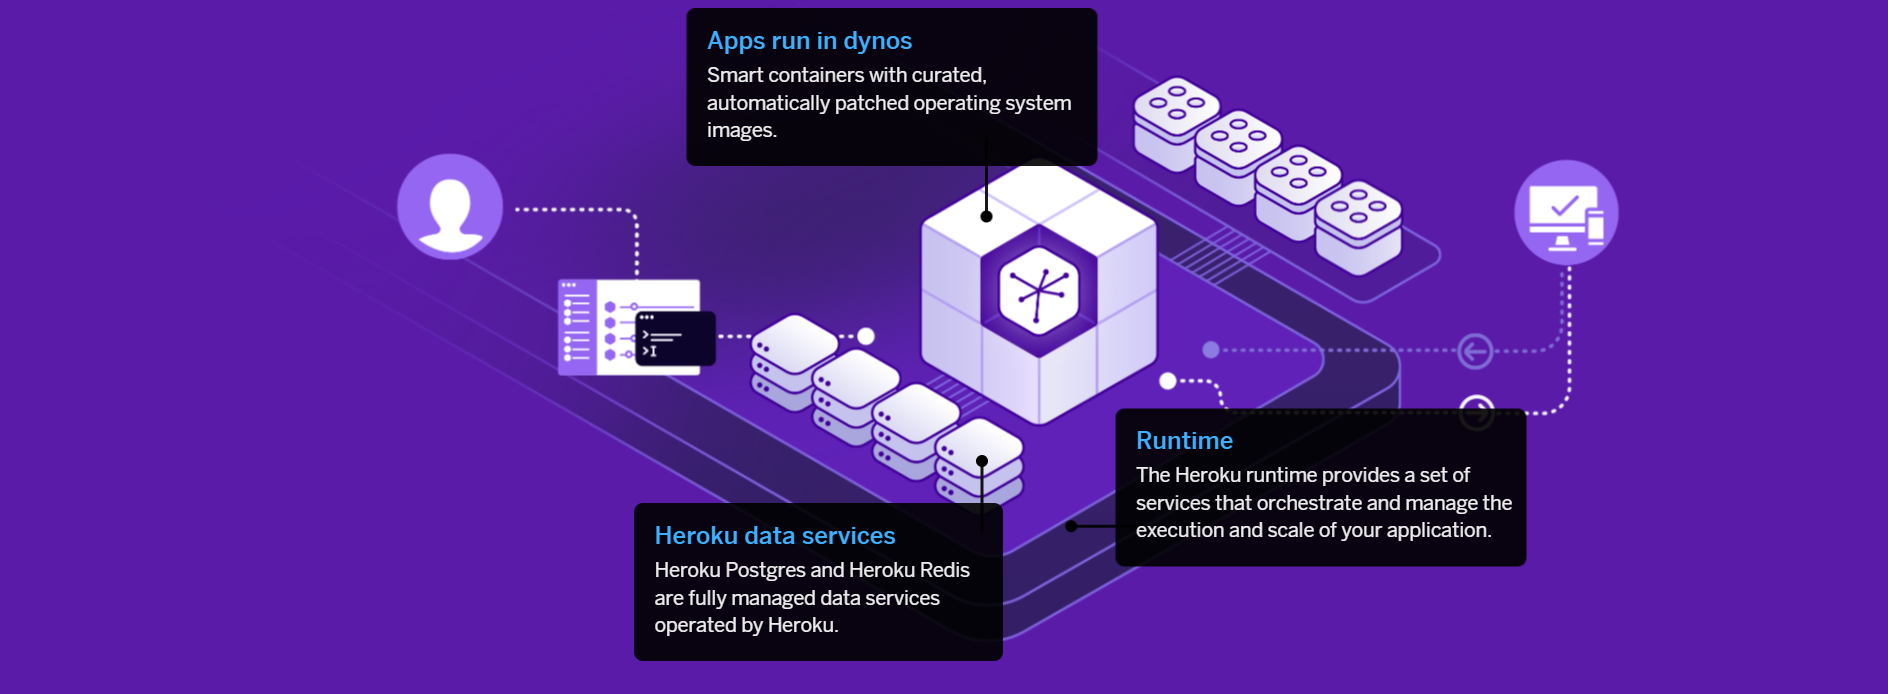 Apps run in dynos
Smart containers with curated,
automatically patched operating system
images.
Runtime
The Heroku runtime provides a set of
services that orchestrate and manage the
execution and scale of your application.
Heroku data services
Heroku Postgres and Heroku Redis
are fully managed data services
operated by Heroku.